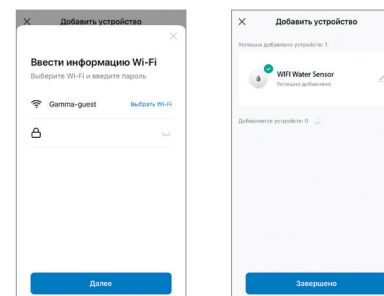 Добавить устройство
Ввести информацию Wi-Fi
Выберите Wi-Fi и введите пароль
Gamma-guest
Выбрать Wi-Fi
Далее
Добавить устройство
Успешно добавлено устройств: 1
WIFI Water Sensor
Успешно добавлено
Добавляется устройств: 0
Завершено